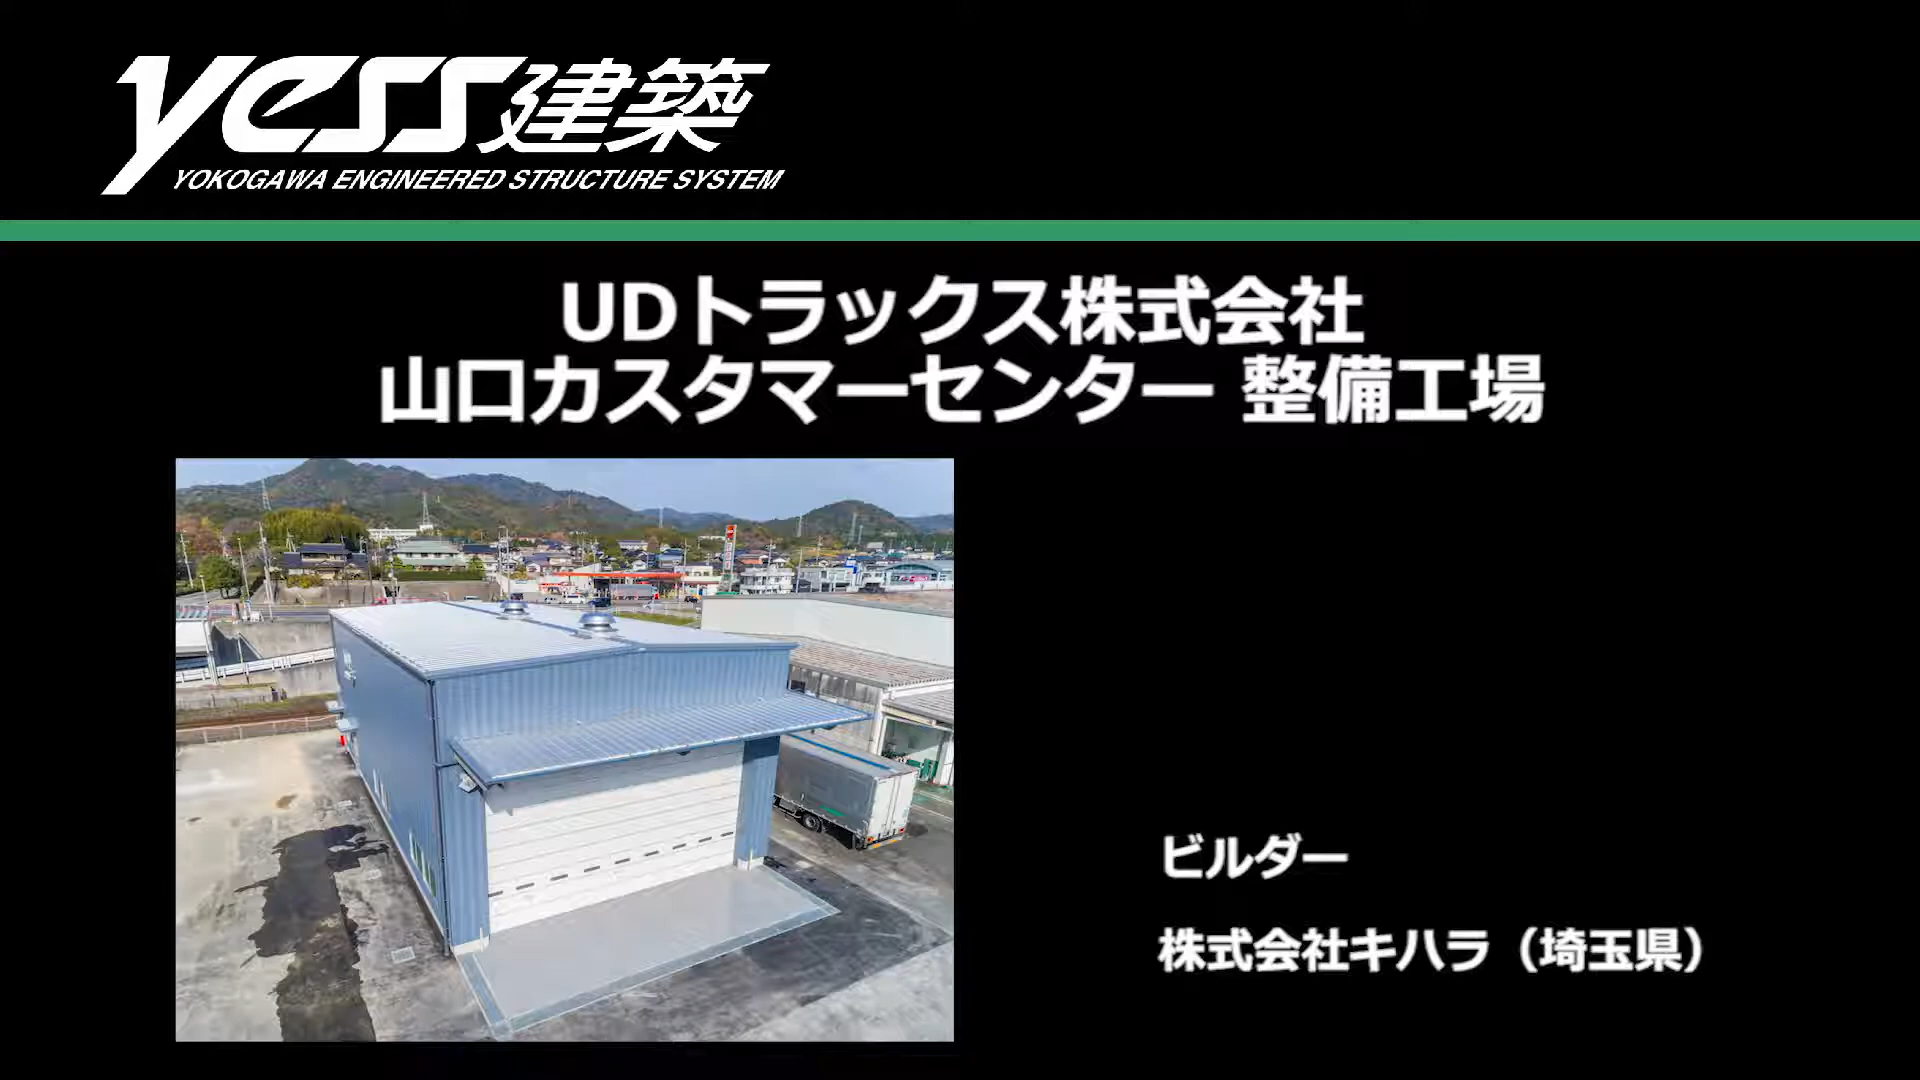 yess建築
YOKOGAWA ENGINEERED STRUCTURE SYSTEM
UDトラックス株式会社
山口カスタマーセンター 整備工場
ビルダー
株式会社キハラ（埼玉県）